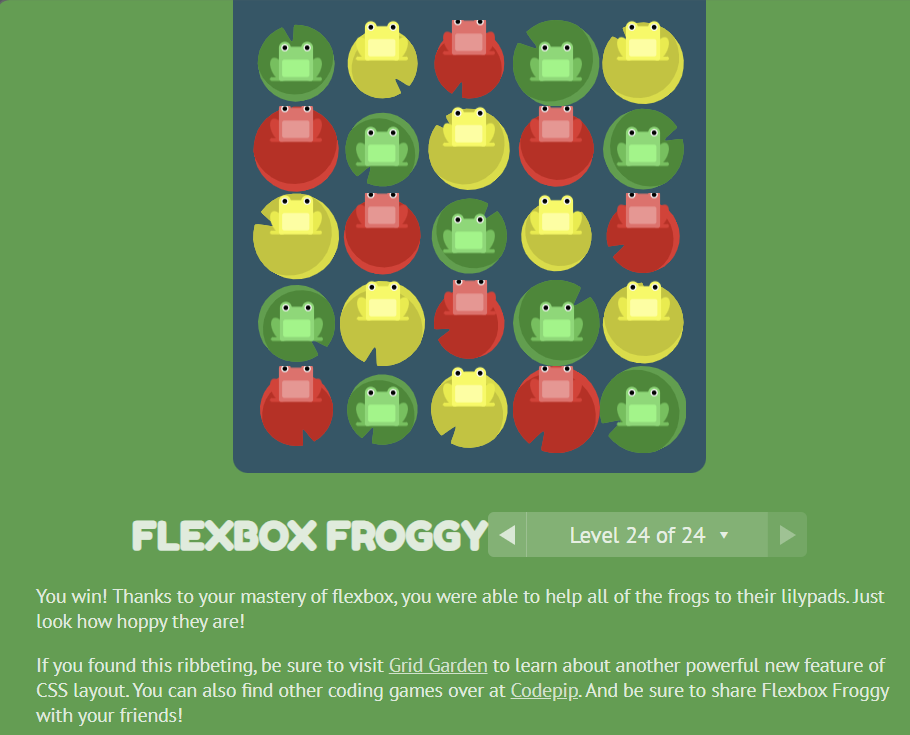 FLEXBOX FROGGY
Level 24 of 24
You win! Thanks to your mastery of flexbox, you were able to help all of the frogs to their lilypads. Just
look how hoppy they are!
If you found this ribbeting, be sure to visit Grid Garden to learn about another powerful new feature of
CSS layout. You can also find other coding games over at Codepip. And be sure to share Flexbox Froggy
with your friends!